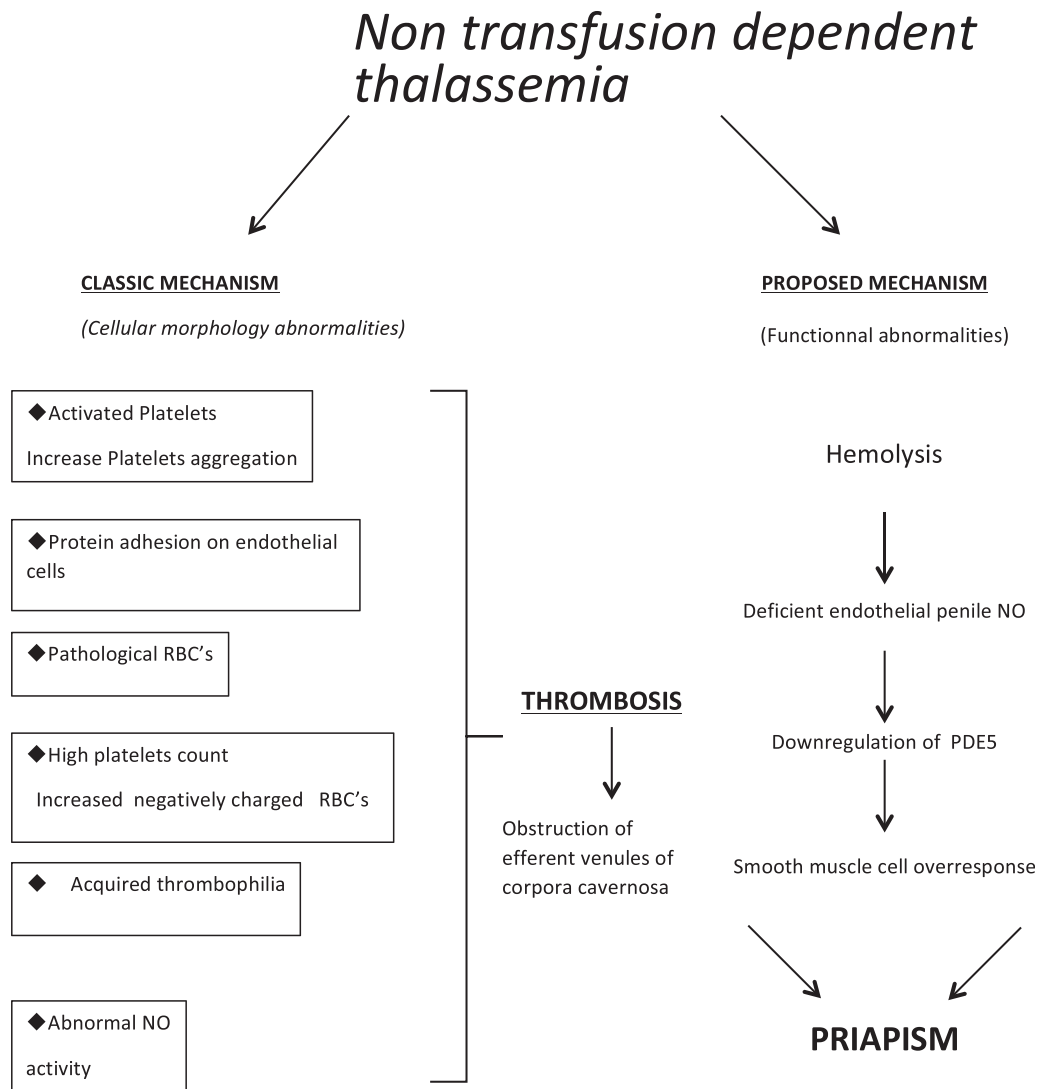 Non transfusion dependent
thalassemia
CLASSIC MECHANISM
(Cellular morphology abnormalities)
◆Activated Platelets
Increase Platelets aggregation
◆Protein adhesion on endothelial
cells
◆Pathological RBC’s
◆High platelets count
Increased negatively charged RBC’s
◆ Acquired thrombophilia
◆Abnormal NO
activity
THROMBOSIS
Obstruction of
efferent venules of
corpora cavernosa
PROPOSED MECHANISM
(Functionnal abnormalities)
Hemolysis
Deficient endothelial penile NO
Downregulation of PDE5
Smooth muscle cell overresponse
PRIAPISM